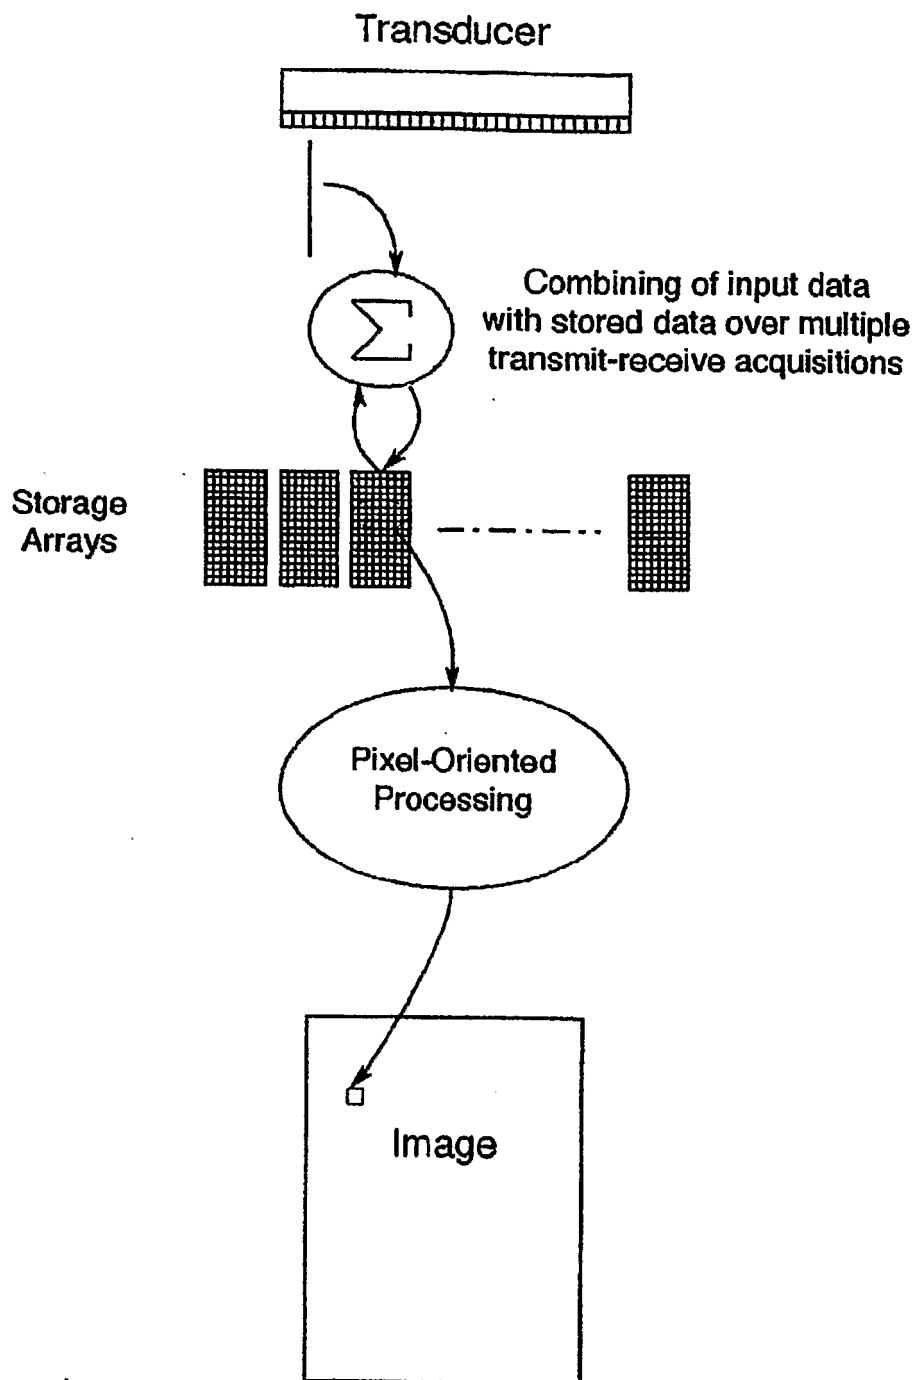 Transducer
Σ
Combining of input data
with stored data over multiple
transmit-receive acquisitions
Storage
Arrays
Pixel-Oriented
Processing
Image